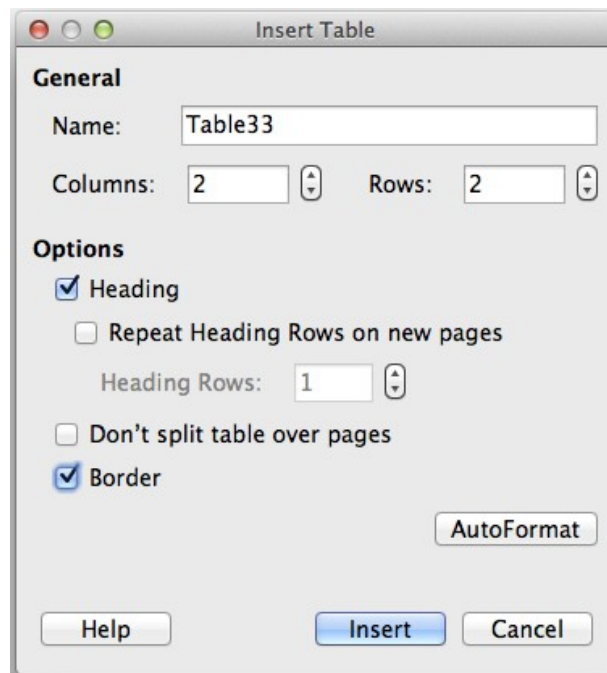 Insert Table
General
Name: Table33
Columns: 2 Rows: 2
Options
Heading
Repeat Heading Rows on new pages
Heading Rows: 1
Don't split table over pages
Border
AutoFormat
Help Insert Cancel